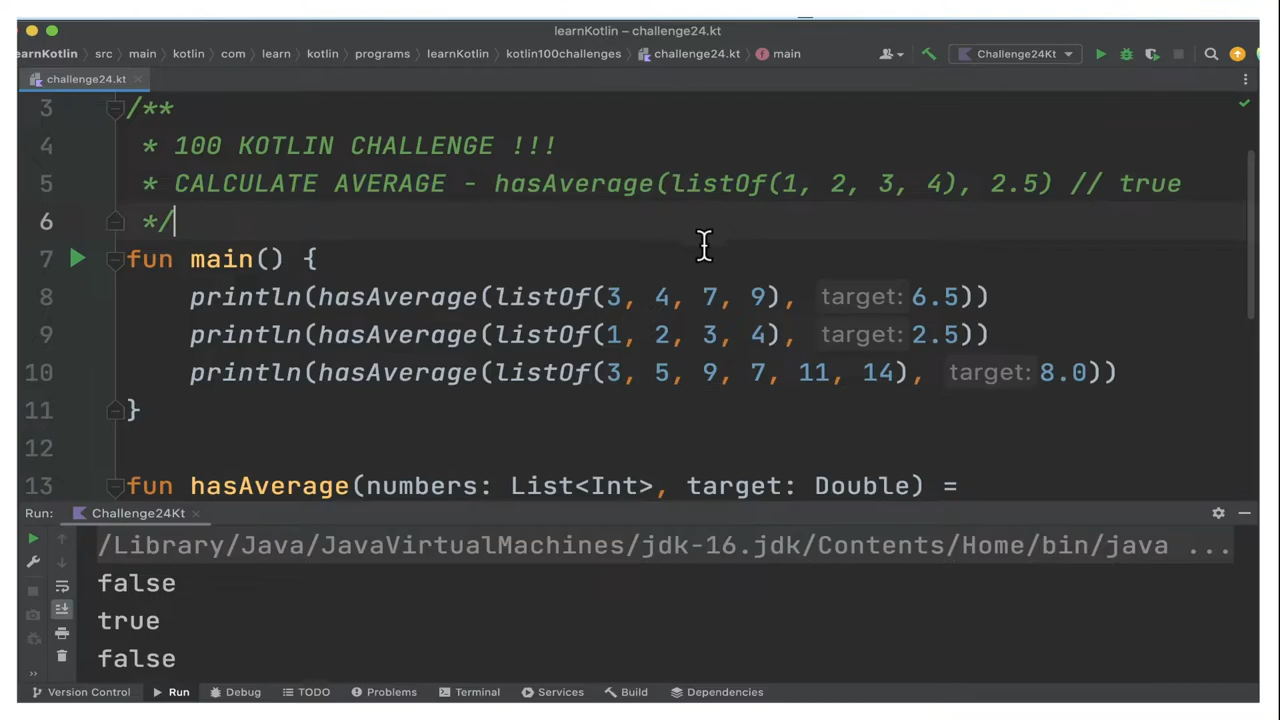 learnKotlin – challenge24.kt
earnKotlin src main kotlin com learn kotlin programs learnKotlin kotlin100challenges challenge24.kt main Challenge24Kt
challenge24.kt
3 /**
4 * 100 KOTLIN CHALLENGE !!!
5 * CALCULATE AVERAGE - hasAverage(listOf(1, 2, 3, 4), 2.5) // true
6 */
7 fun main() {
8 println(hasAverage(listOf(3, 4, 7, 9), target: 6.5))
9 println(hasAverage(listOf(1, 2, 3, 4), target: 2.5))
10 println(hasAverage(listOf(3, 5, 9, 7, 11, 14), target: 8.0))
11 }
12
13 fun hasAverage(numbers: List<Int>, target: Double) =
Run: Challenge24Kt
/Library/Java/JavaVirtualMachines/jdk-16.jdk/Contents/Home/bin/java ...
false
true
false
Version Control Run Debug TODO Problems Terminal Services Build Dependencies